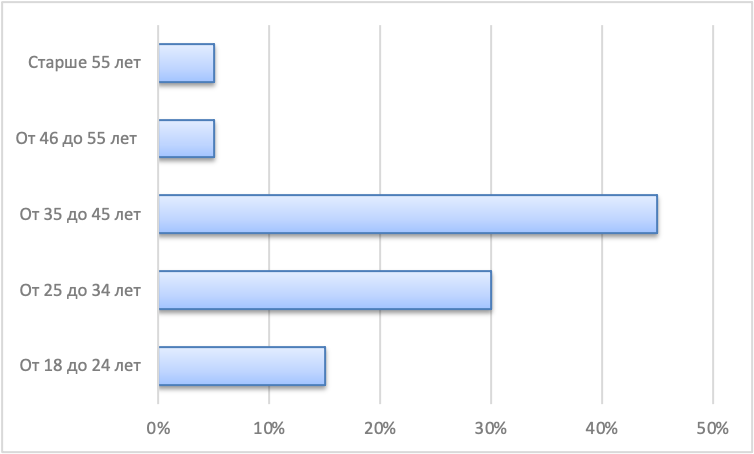 Старше 55 лет
От 46 до 55 лет
От 35 до 45 лет
От 25 до 34 лет
От 18 до 24 лет
0% 10% 20% 30% 40% 50%